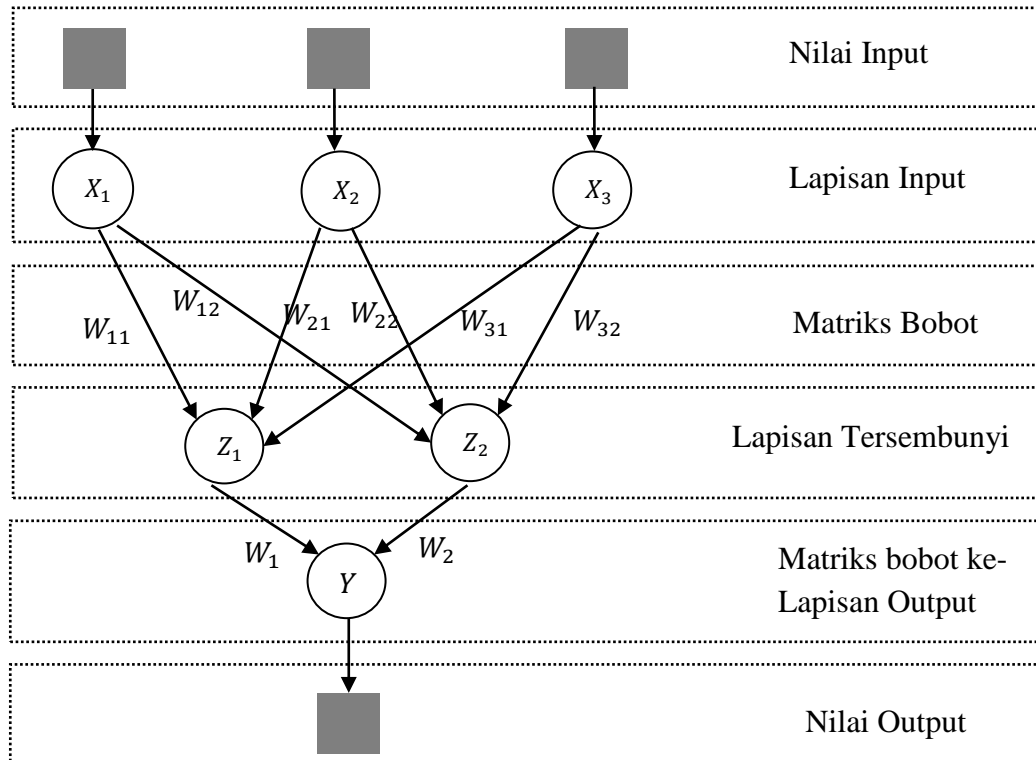 Nilai Input
X₁ X₂ X₃ Lapisan Input
W₁₁ W₁₂ W₂₁ W₂₂ W₃₁ W₃₂ Matriks Bobot
Z₁ Z₂ Lapisan Tersembunyi
W₁ W₂ Matriks bobot ke-
Y Lapisan Output
Nilai Output